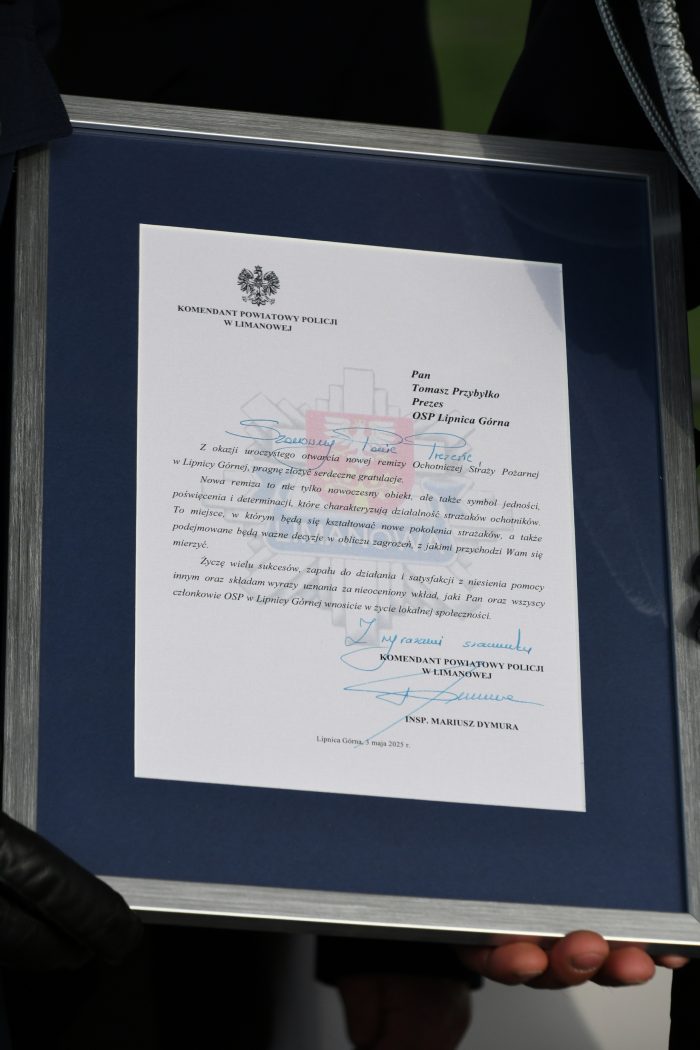 KOMENDANT POWIATOWY POLICJI
W LIMANOWEJ
Pan
Tomasz Przybyłko
Prezes
OSP Lipnica Górna
Szanowny Panie Prezesie,
Z okazji uroczystego otwarcia nowej remizy Ochotniczej Straży Pożarnej
w Lipnicy Górnej, pragnę złożyć serdeczne gratulacje.
Nowa remiza to nie tylko nowoczesny obiekt, ale także symbol jedności,
poświęcenia i determinacji, które charakteryzują działalność strażaków ochotników.
To miejsce, w którym będą się kształtować nowe pokolenia strażaków, a także
podejmowane będą ważne decyzje w obliczu zagrożeń, z jakimi przychodzi Wam się
mierzyć.
LIMANOWA
Życzę wielu sukcesów, zapału do działania i satysfakcji z niesienia pomocy
innym oraz składam wyrazy uznania za nieoceniony wkład, jaki Pan oraz wszyscy
członkowie OSP w Lipnicy Górnej wnosicie w życie lokalnej społeczności.
Z wyrazami szacunku
KOMENDANT POWIATOWY POLICJI
W LIMANOWEJ
INSP. MARIUSZ DYMURA
Lipnica Górna, 3 maja 2025 r.